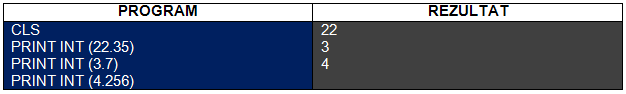 PROGRAM REZULTAT
CLS 22
PRINT INT (22.35) 3
PRINT INT (3.7) 4
PRINT INT (4.256)